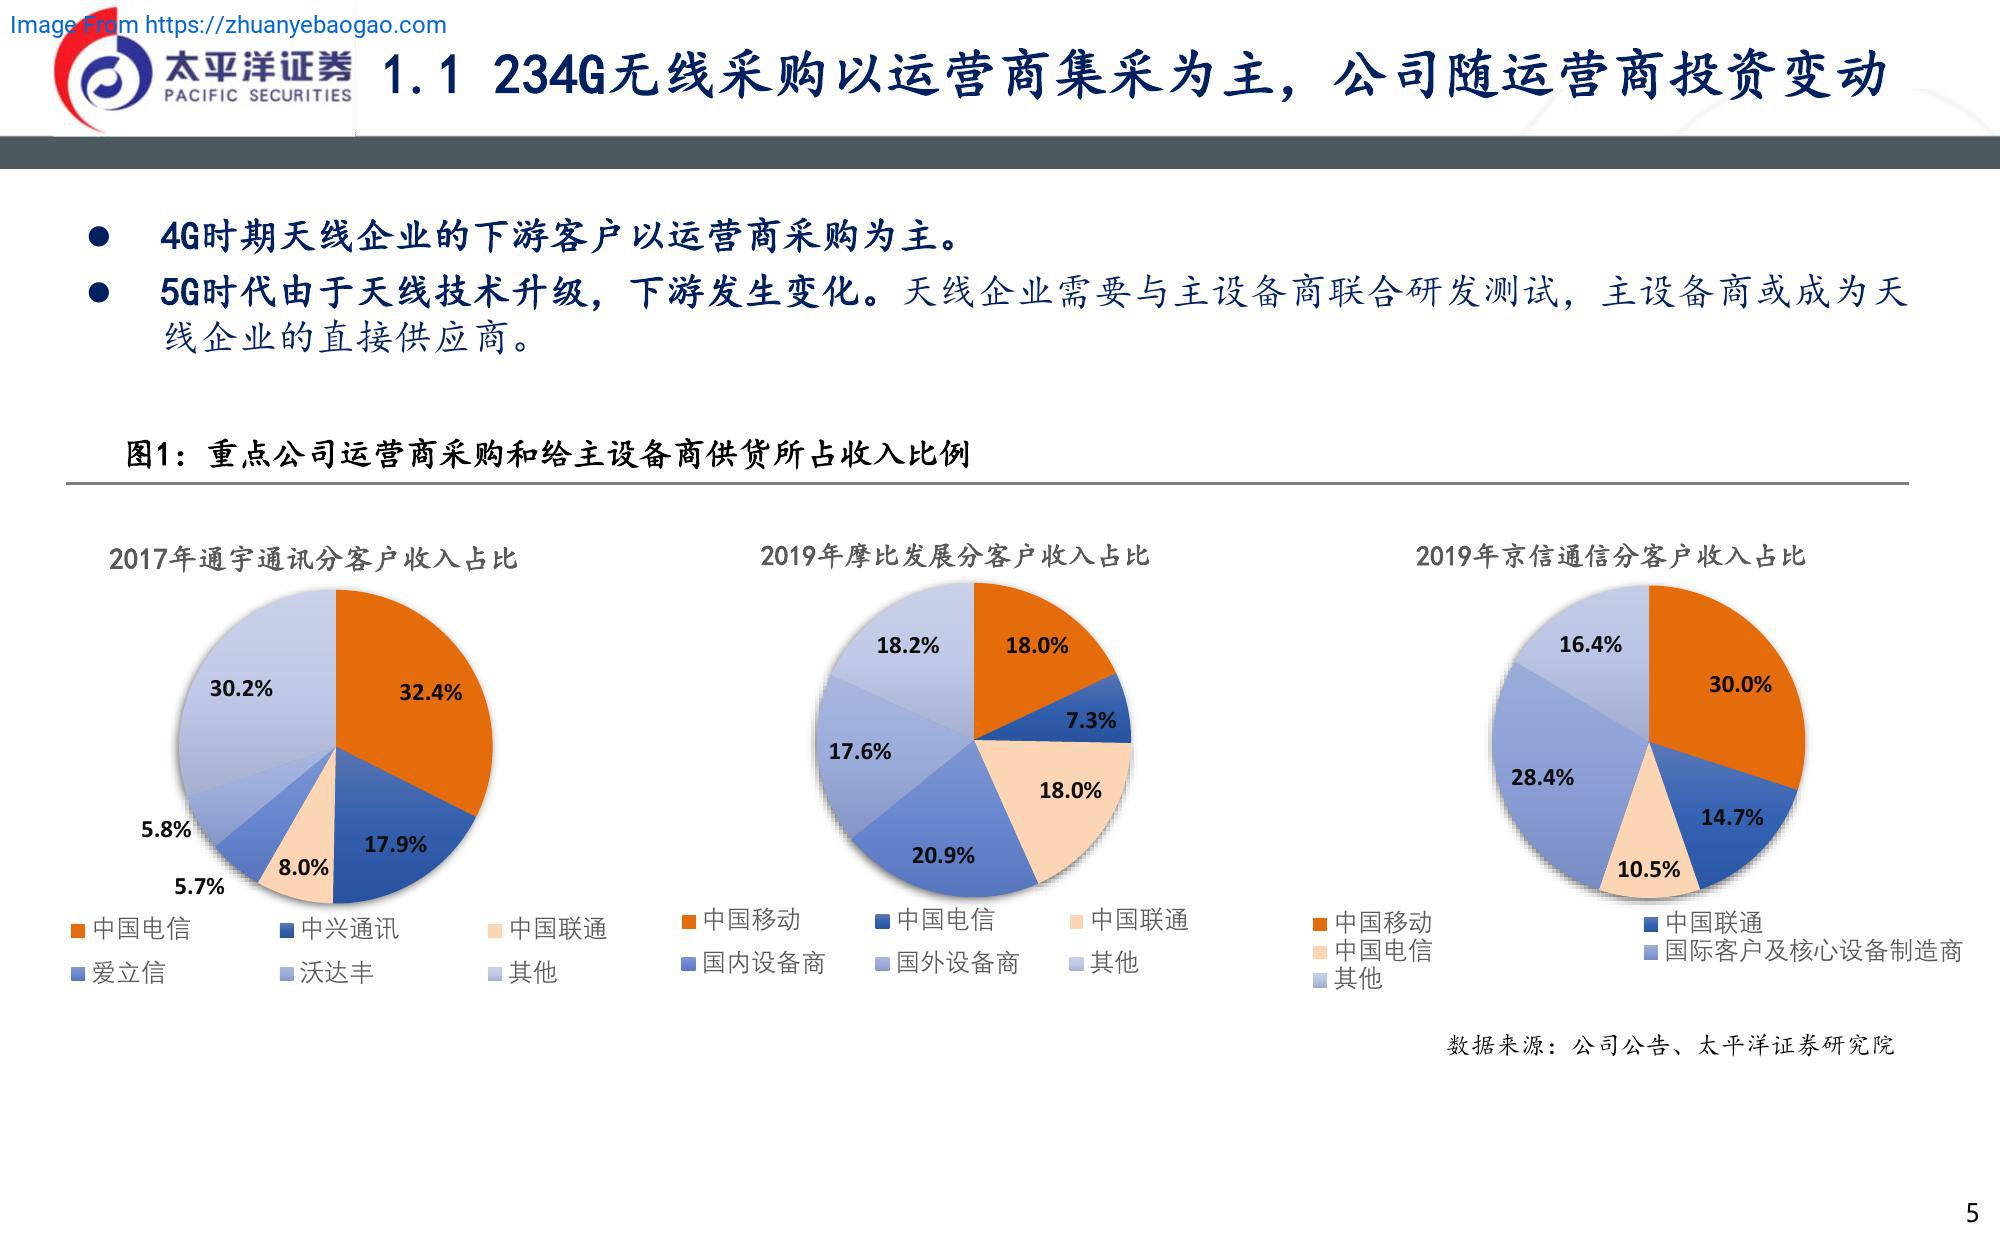 Image From https://zhuanyebaogao.com
太平洋证券
PACIFIC SECURITIES
1.1 234G无线采购以运营商集采为主，公司随运营商投资变动
● 4G时期天线企业的下游客户以运营商采购为主。
● 5G时代由于天线技术升级，下游发生变化。天线企业需要与主设备商联合研发测试，主设备商或成为天
线企业的直接供应商。
图1：重点公司运营商采购和给主设备商供货所占收入比例
2017年通宇通讯分客户收入占比
32.4%
17.9%
8.0%
5.7%
5.8%
30.2%
中国电信 中兴通讯 中国联通
爱立信 沃达丰 其他
2019年摩比发展分客户收入占比
18.0%
7.3%
18.0%
20.9%
17.6%
18.2%
中国移动 中国电信 中国联通
国内设备商 国外设备商 其他
2019年京信通信分客户收入占比
30.0%
14.7%
10.5%
28.4%
16.4%
中国移动 中国联通
中国电信 国际客户及核心设备制造商
其他
数据来源：公司公告、太平洋证券研究院
5